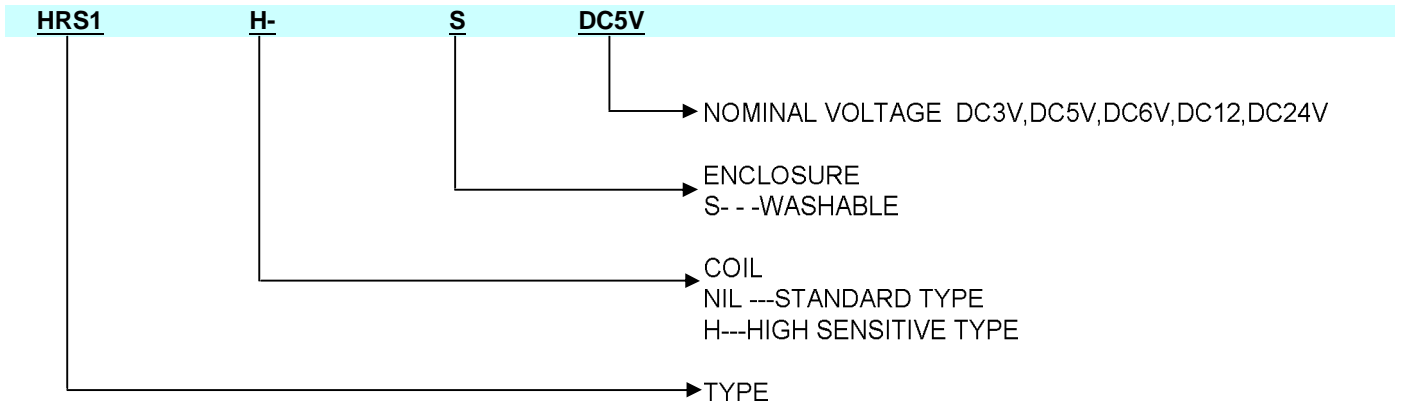 HRS1 H- S DC5V
NOMINAL VOLTAGE DC3V,DC5V,DC6V,DC12,DC24V
ENCLOSURE
S- - -WASHABLE
COIL
NIL ---STANDARD TYPE
H---HIGH SENSITIVE TYPE
TYPE